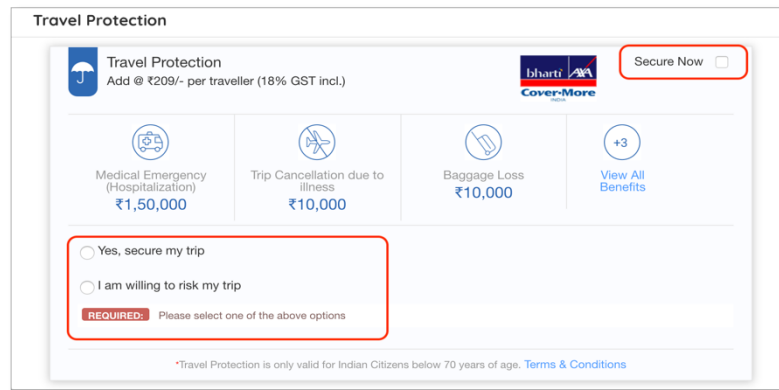 Travel Protection
Travel Protection
Add @ ₹209/- per traveller (18% GST incl.)
bharti AXA
Cover-More
INDIA
Secure Now
Medical Emergency
(Hospitalization)
₹1,50,000
Trip Cancellation due to
illness
₹10,000
Baggage Loss
₹10,000
+3
View All
Benefits
Yes, secure my trip
I am willing to risk my trip
REQUIRED: Please select one of the above options
*Travel Protection is only valid for Indian Citizens below 70 years of age. Terms & Conditions